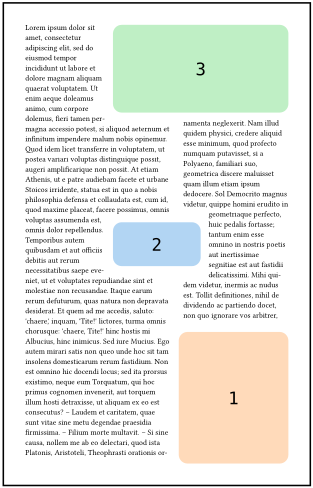 Lorem ipsum dolor sit
amet, consectetur
adipiscing elit, sed do
eiusmod tempor
incididunt ut labore et
dolore magnam aliquam
quaerat voluptatem. Ut
enim aeque doleamus
animo, cum corpore
dolemus, fieri tamen per-
magna accessio potest, si aliquod aeternum et
infinitum impendere malum nobis opinemur.
Quod idem licet transferre in voluptatem, ut
postea variari voluptas distinguique possit,
augeri amplificarique non possit. At etiam
Athenis, ut e patre audiebam facete et urbane
Stoicos irridente, statua est in quo a nobis
philosophia defensa et collaudata est, cum id,
quod maxime placeat, facere possimus, omnis
voluptas assumenda est,
omnis dolor repellendus.
Temporibus autem
quibusdam et aut officiis
debitis aut rerum
necessitatibus saepe eve-
niet, ut et voluptates repudiandae sint et
molestiae non recusandae. Itaque earum
rerum defuturum, quas natura non depravata
desiderat. Et quem ad me accedis, saluto:
'chaere,' inquam, 'Tite!' lictores, turma omnis
chorusque: 'chaere, Tite!' hinc hostis mi
Albucius, hinc inimicus. Sed iure Mucius. Ego
autem mirari satis non queo unde hoc sit tam
insolens domesticarum rerum fastidium. Non
est omnino hic docendi locus; sed ita prorsus
existimo, neque eum Torquatum, qui hoc
primus cognomen invenerit, aut torquem
illum hosti detraxisse, ut aliquam ex eo est
consecutus? – Laudem et caritatem, quae
sunt vitae sine metu degendae praesidia
firmissima. – Filium morte multavit. – Si sine
causa, nollem me ab eo delectari, quod ista
Platonis, Aristoteli, Theophrasti orationis or-
3
namenta neglexerit. Nam illud
quidem physici, credere aliquid
esse minimum, quod profecto
numquam putavisset, si a
Polyaeno, familiari suo,
geometrica discere maluisset
quam illum etiam ipsum
dedocere. Sol Democrito magnus
videtur, quippe homini erudito in
geometriaque perfecto,
huic pedalis fortasse;
tantum enim esse
omnino in nostris poetis
aut inertissimae
segnitiae est aut fastidii
delicatissimi. Mihi qui-
dem videtur, inermis ac nudus
est. Tollit definitiones, nihil de
dividendo ac partiendo docet,
non quo ignorare vos arbitrer,
2
1